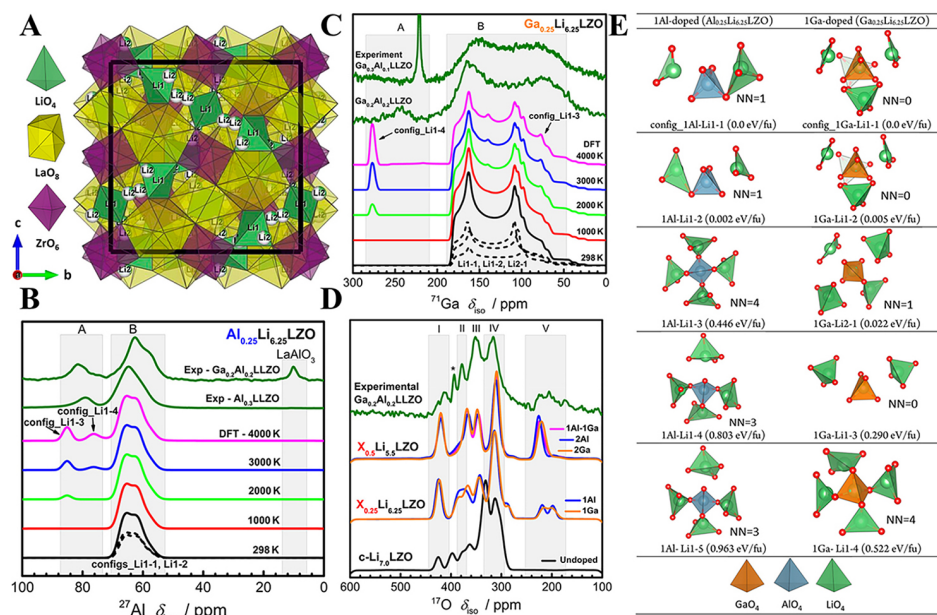 A
LiO4
LaO8
ZrO6
c
b
Li2
Li1
B
A
B
Al0.25Li6.25LZO
LaAlO3
Exp - Ga0.2Al0.2LLZO
config_Li1-4
Exp - Al0.3LLZO
config_Li1-3
DFT - 4000 K
3000 K
2000 K
1000 K
298 K
configs_Li1-1, Li1-2
100 80 60 40 20 0
27Al δ / ppm
C
A
B
Ga0.25Li6.25LZO
Experiment
Ga0.3Al0.1LLZO
Ga0.2Al0.2LLZO
config_Li1-3
config_Li1-4
DFT
4000 K
3000 K
2000 K
1000 K
298 K
Li1-1, Li1-2, Li2-1
300 250 200 150 100 50 0
71Ga δiso / ppm
D
I II III IV V
*
Experimental
Ga0.2Al0.2LLZO
1Al-1Ga
2Al
2Ga
X0.5Li5.5LZO
1Al
1Ga
X0.25Li6.25LZO
c-Li7.0LZO
Undoped
600 500 400 300 200 100
17O δiso / ppm
E
1Al-doped (Al0.25Li6.25LZO) 1Ga-doped (Ga0.25Li6.25LZO)
NN=1 NN=0
config_1Al-Li1-1 (0.0 eV/fu) config_1Ga-Li1-1 (0.0 eV/fu)
NN=1 NN=0
1Al-Li1-2 (0.002 eV/fu) 1Ga-Li1-2 (0.005 eV/fu)
NN=4 NN=1
1Al-Li1-3 (0.446 eV/fu) 1Ga-Li2-1 (0.022 eV/fu)
NN=3 NN=0
1Al-Li1-4 (0.803 eV/fu) 1Ga-Li1-3 (0.290 eV/fu)
NN=3 NN=4
1Al- Li1-5 (0.963 eV/fu) 1Ga- Li1-4 (0.522 eV/fu)
GaO4 AlO4 LiO4